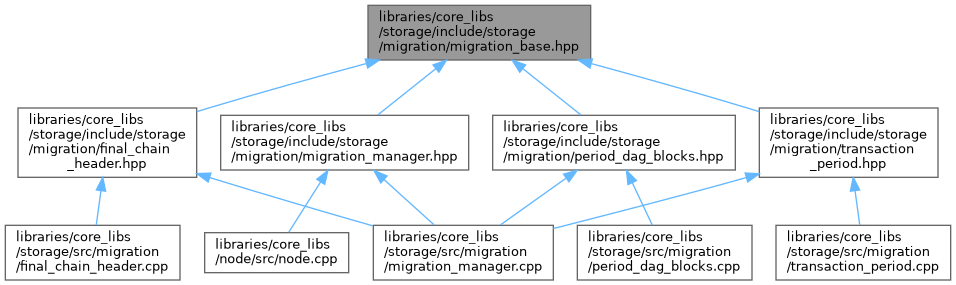 libraries/core_libs
/storage/include/storage
/migration/migration_base.hpp
libraries/core_libs
/storage/include/storage
/migration/final_chain
_header.hpp
libraries/core_libs
/storage/include/storage
/migration/migration_manager.hpp
libraries/core_libs
/storage/include/storage
/migration/period_dag_blocks.hpp
libraries/core_libs
/storage/include/storage
/migration/transaction
_period.hpp
libraries/core_libs
/storage/src/migration
/final_chain_header.cpp
libraries/core_libs
/node/src/node.cpp
libraries/core_libs
/storage/src/migration
/migration_manager.cpp
libraries/core_libs
/storage/src/migration
/period_dag_blocks.cpp
libraries/core_libs
/storage/src/migration
/transaction_period.cpp